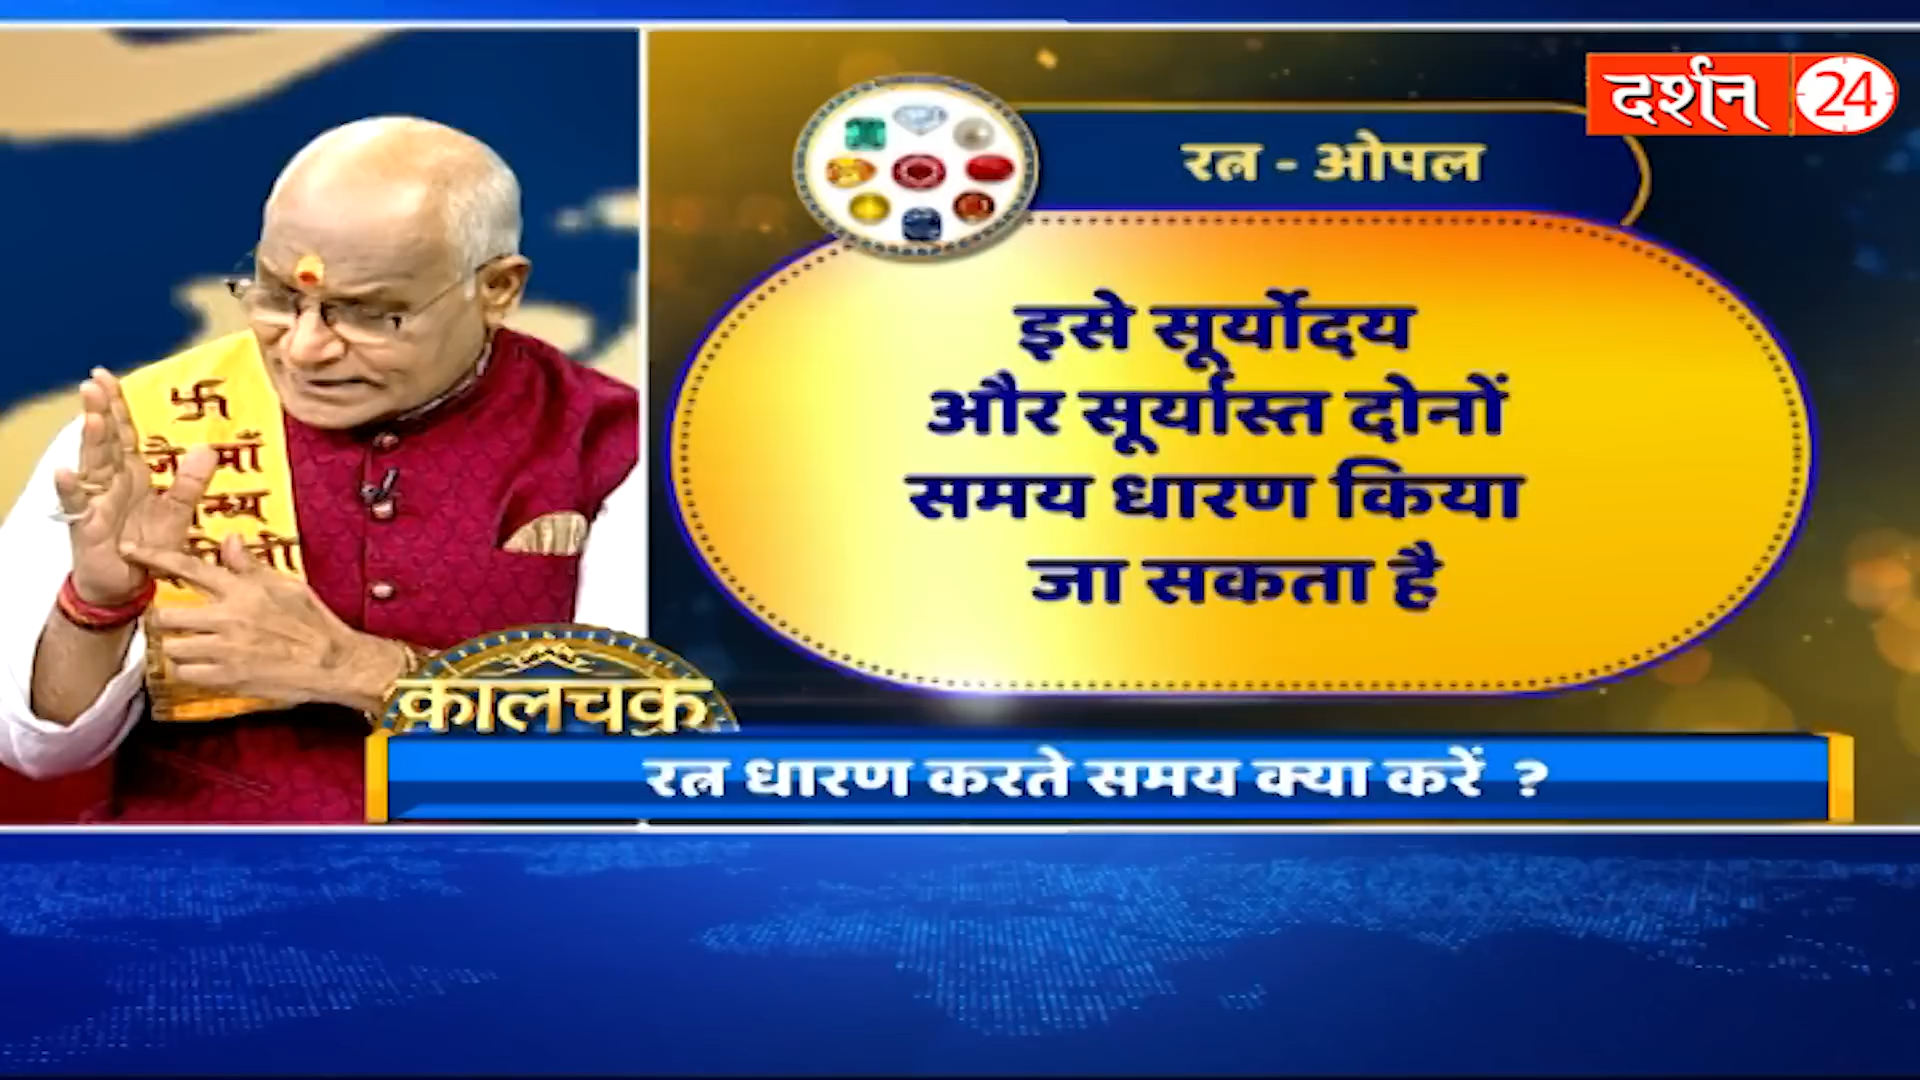 दर्शन 24
रत्न - ओपल
इसे सूर्योदय
और सूर्यास्त दोनों
समय धारण किया
जा सकता है
जै माँ
कालचक्र
रत्न धारण करते समय क्या करें ?